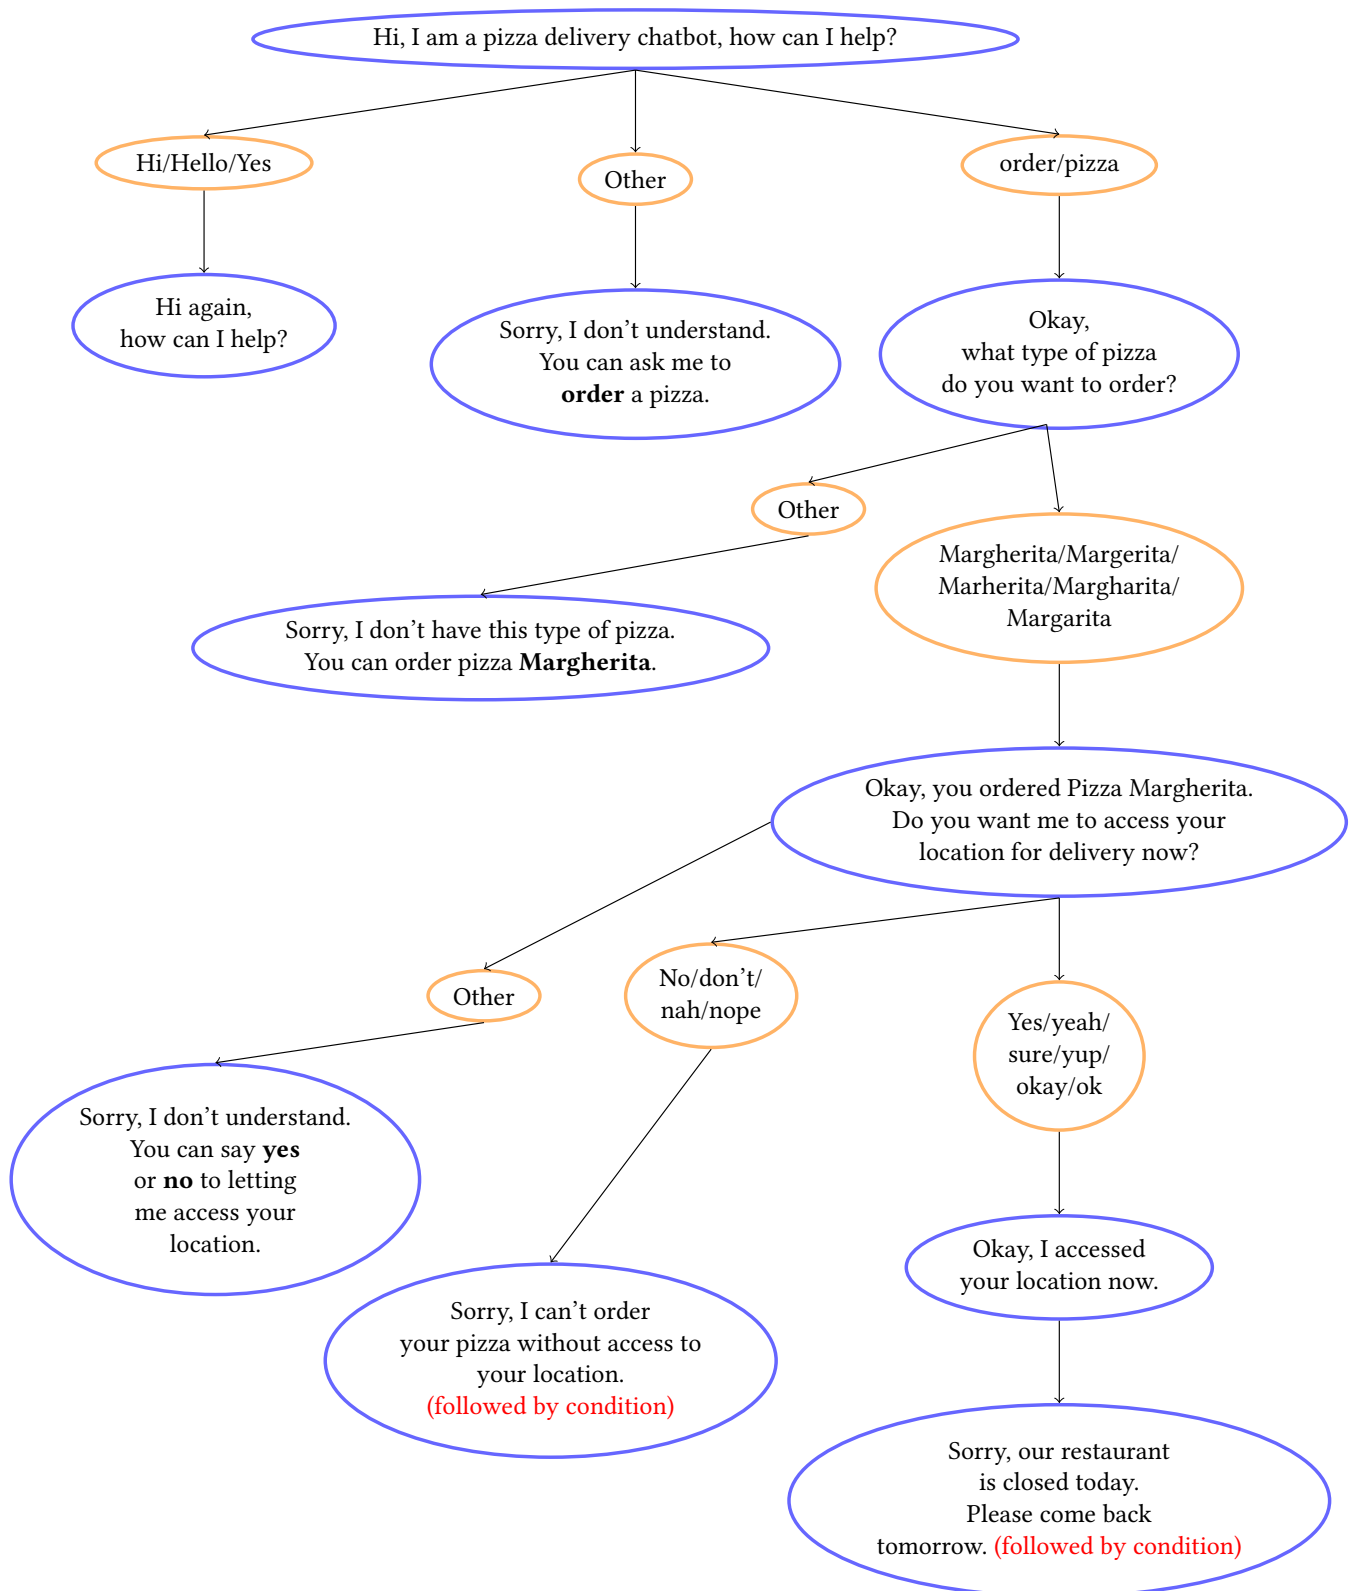 Hi, I am a pizza delivery chatbot, how can I help?
Hi/Hello/Yes
Other
order/pizza
Hi again,
how can I help?
Sorry, I don't understand.
You can ask me to
order a pizza.
Okay,
what type of pizza
do you want to order?
Other
Margherita/Margerita/
Marherita/Margharita/
Margarita
Sorry, I don't have this type of pizza.
You can order pizza Margherita.
Okay, you ordered Pizza Margherita.
Do you want me to access your
location for delivery now?
Other
No/don't/
nah/nope
Yes/yeah/
sure/yup/
okay/ok
Sorry, I don't understand.
You can say yes
or no to letting
me access your
location.
Sorry, I can't order
your pizza without access to
your location.
(followed by condition)
Okay, I accessed
your location now.
Sorry, our restaurant
is closed today.
Please come back
tomorrow. (followed by condition)